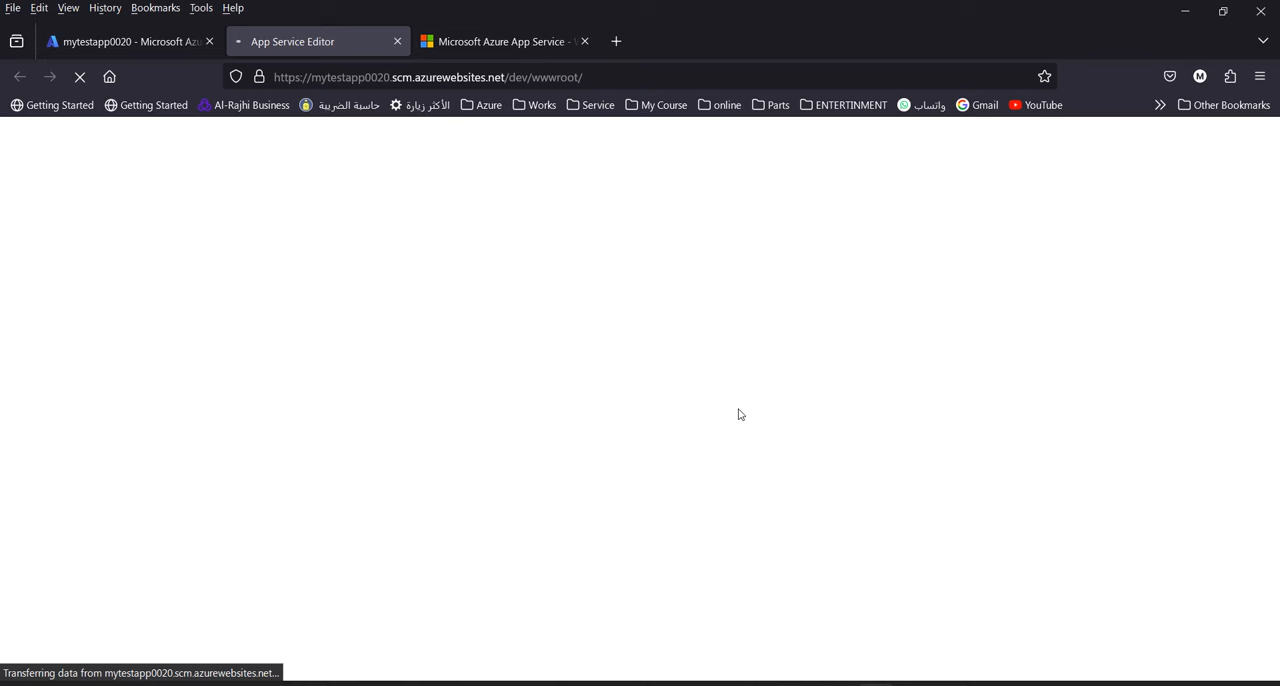 File Edit View History Bookmarks Tools Help
mytestapp0020 - Microsoft Azu
App Service Editor
Microsoft Azure App Service -
https://mytestapp0020.scm.azurewebsites.net/dev/wwwroot/
M
Getting Started Getting Started Al-Rajhi Business حاسبة الضريبة الأكثر زيارة Azure Works Service My Course online Parts ENTERTINMENT واتساب Gmail YouTube Other Bookmarks
Transferring data from mytestapp0020.scm.azurewebsites.net...